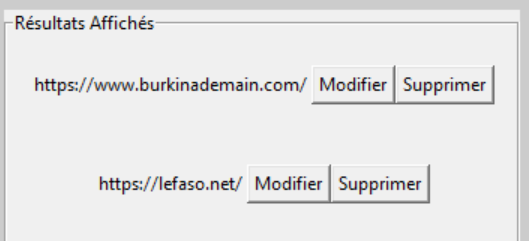 Résultats Affichés
https://www.burkinademain.com/ Modifier Supprimer
https://lefaso.net/ Modifier Supprimer